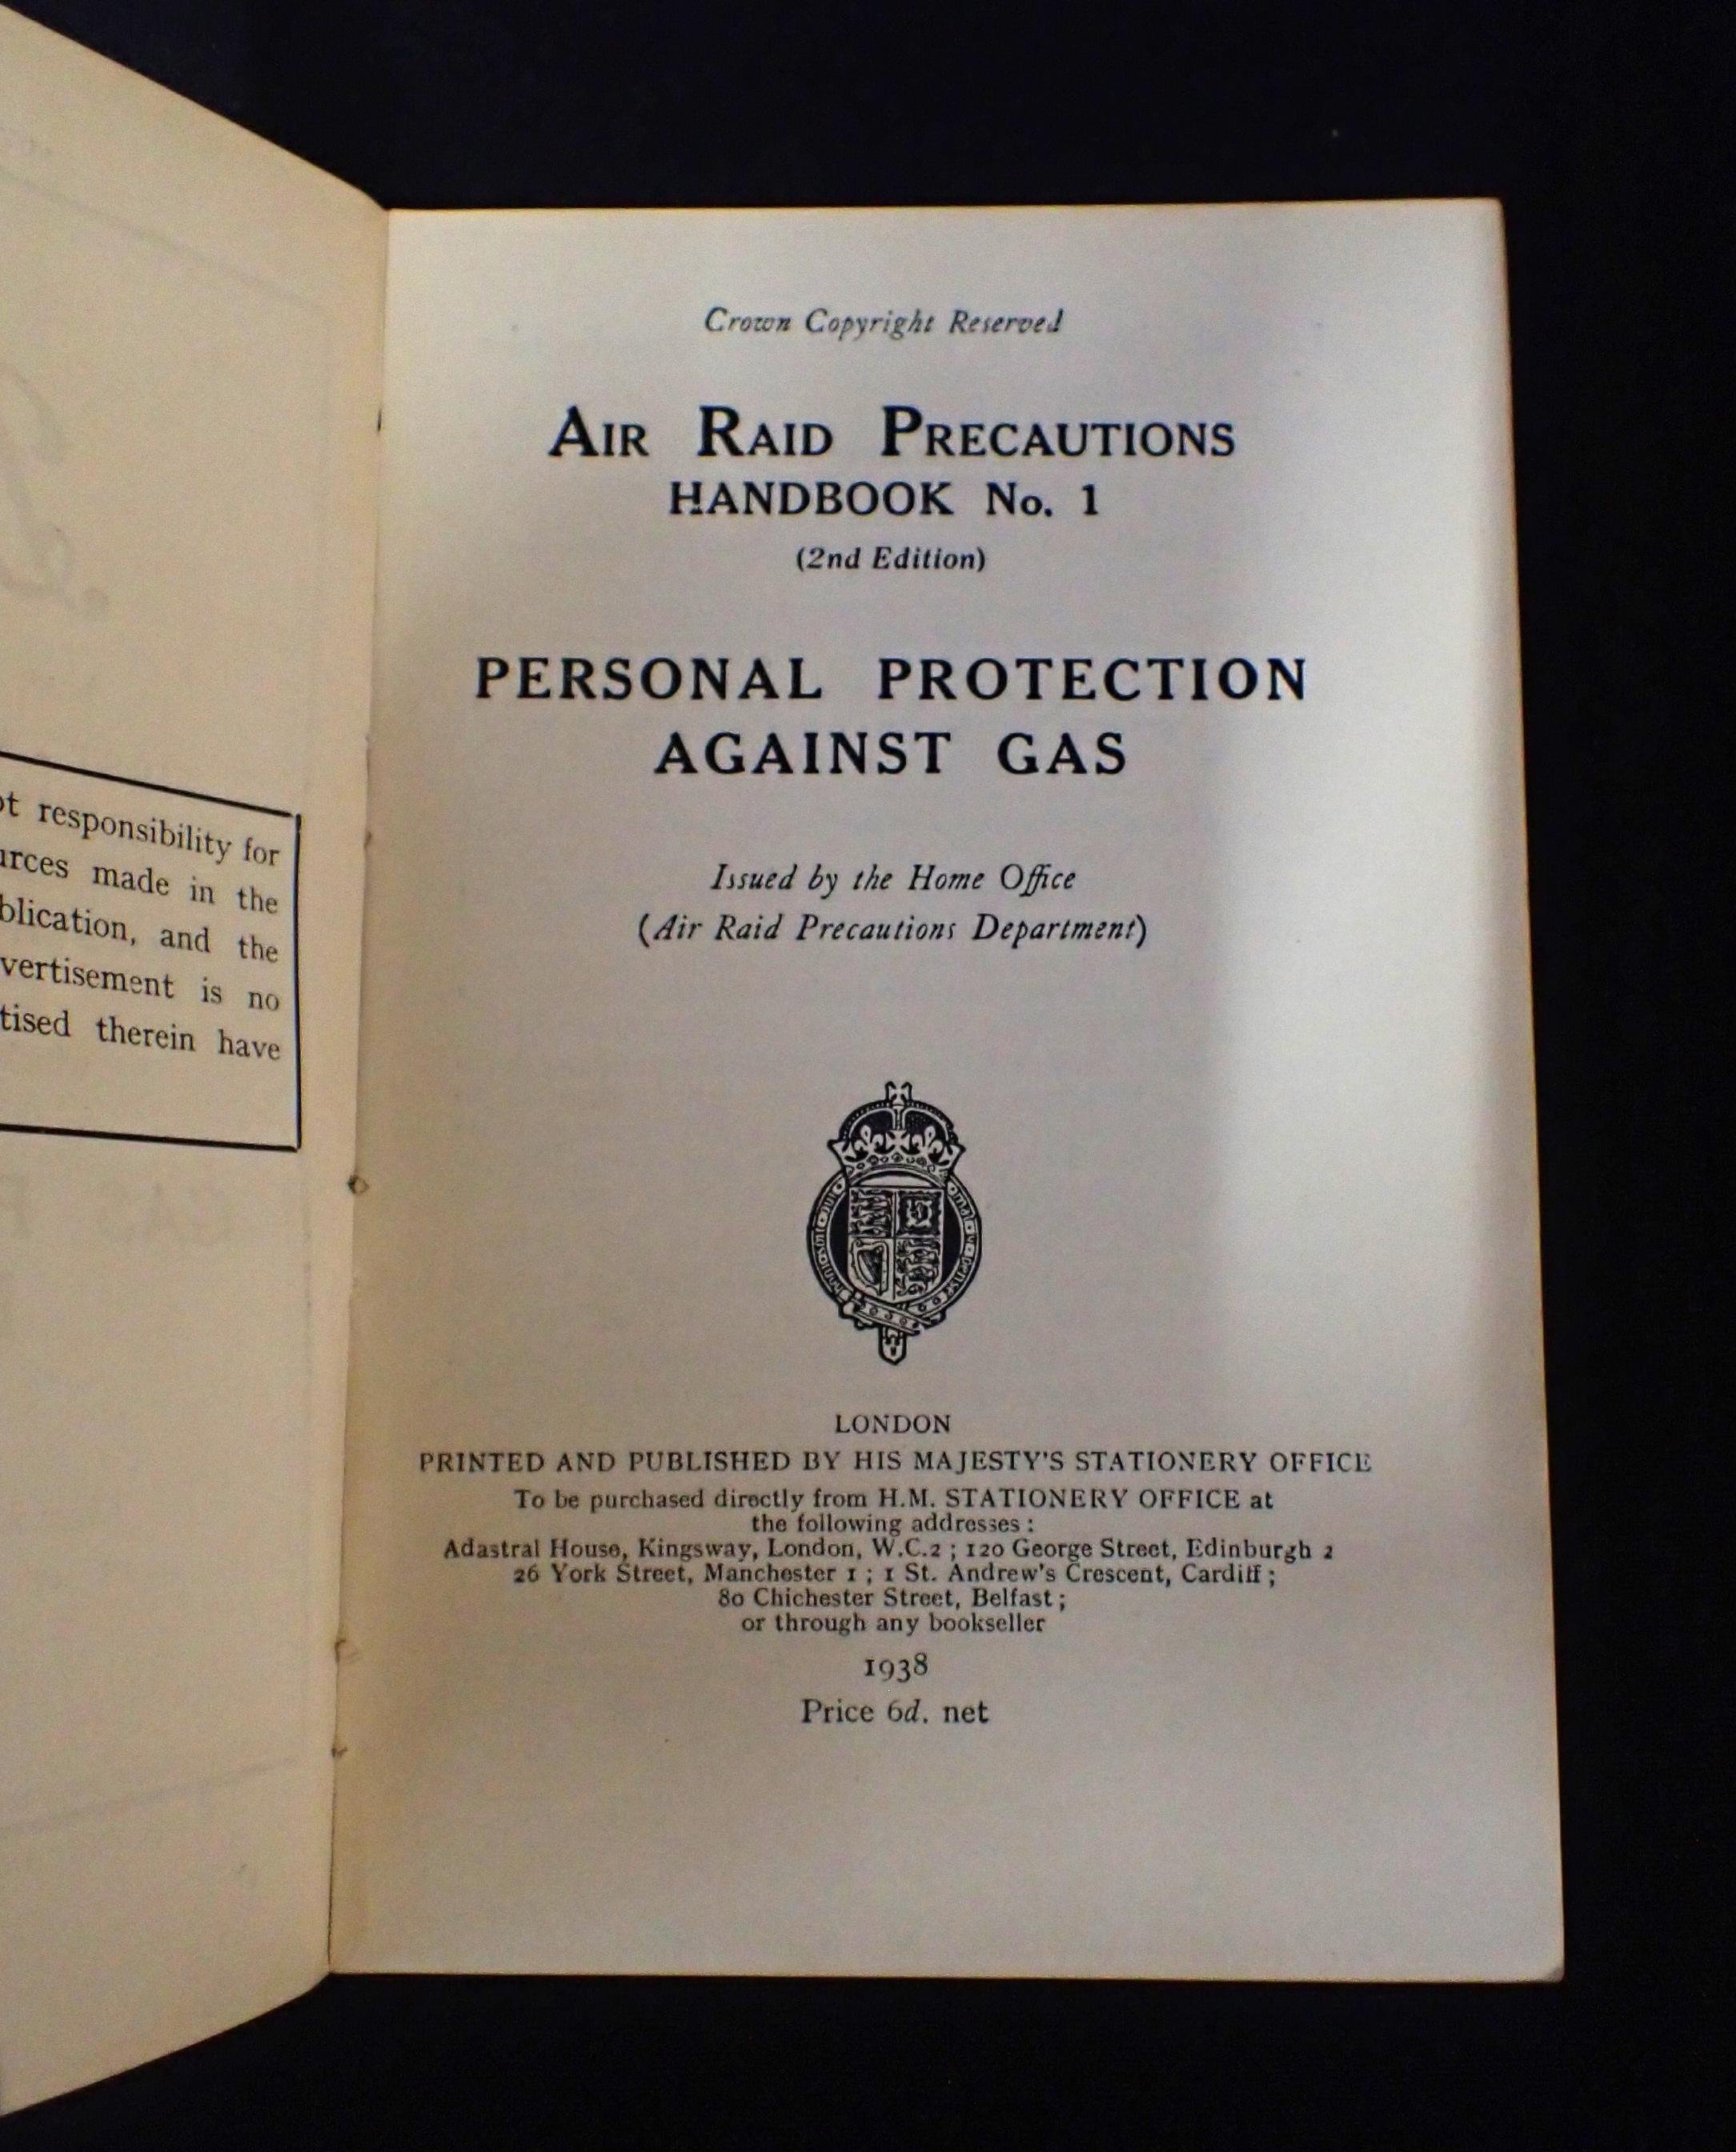 ot responsibility for
urces made in the
blication, and the
vertisement is no
tised therein have
Crown Copyright Reserved
AIR RAID PRECAUTIONS
HANDBOOK No. 1
(2nd Edition)
PERSONAL PROTECTION
AGAINST GAS
Issued by the Home Office
(Air Raid Precautions Department)
LONDON
PRINTED AND PUBLISHED BY HIS MAJESTY'S STATIONERY OFFICE
To be purchased directly from H.M. STATIONERY OFFICE at
the following addresses :
Adastral House, Kingsway, London, W.C.2 ; 120 George Street, Edinburgh 2
26 York Street, Manchester 1 ; 1 St. Andrew's Crescent, Cardiff ;
80 Chichester Street, Belfast ;
or through any bookseller
1938
Price 6d. net